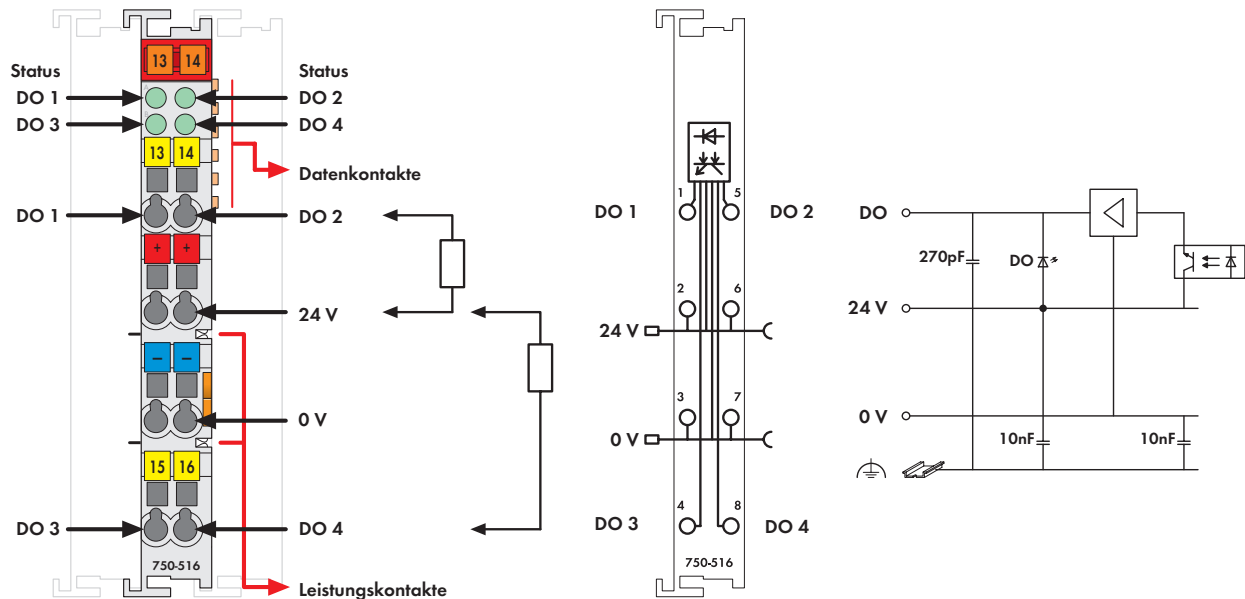 13 14
Status
DO 1
DO 3
Status
DO 2
DO 4
13 14
Datenkontakte
DO 1
DO 2
+ +
24 V
– –
0 V
15 16
DO 3
DO 4
750-516
Leistungskontakte
1 5
DO 1
DO 2
2 6
24 V
3 7
0 V
4 8
DO 3
DO 4
750-516
DO
270pF
DO
24 V
0 V
10nF
10nF